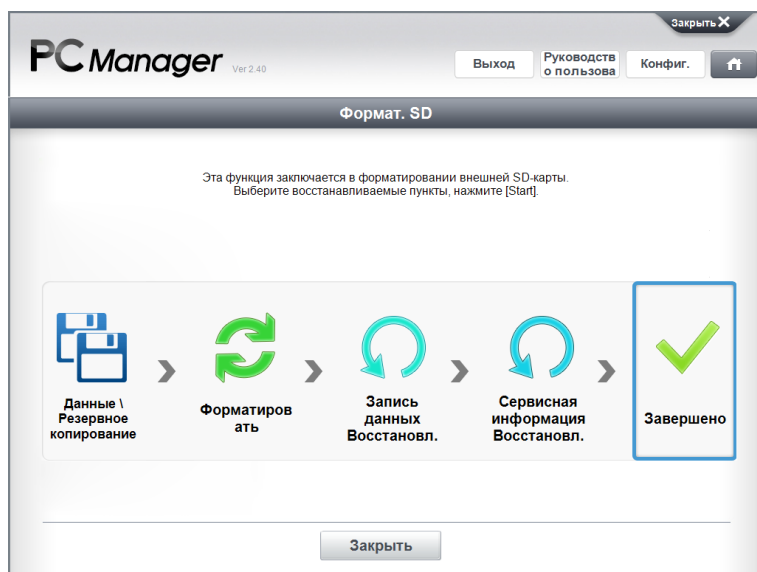 Закрыть X
PC Manager Ver 2.40
Выход
Руководств
о пользова
Конфиг.
Формат. SD
Эта функция заключается в форматировании внешней SD-карты.
Выберите восстанавливаемые пункты, нажмите [Start].
Данные \
Резервное
копирование
Форматиров
ать
Запись
данных
Восстановл.
Сервисная
информация
Восстановл.
Завершено
Закрыть